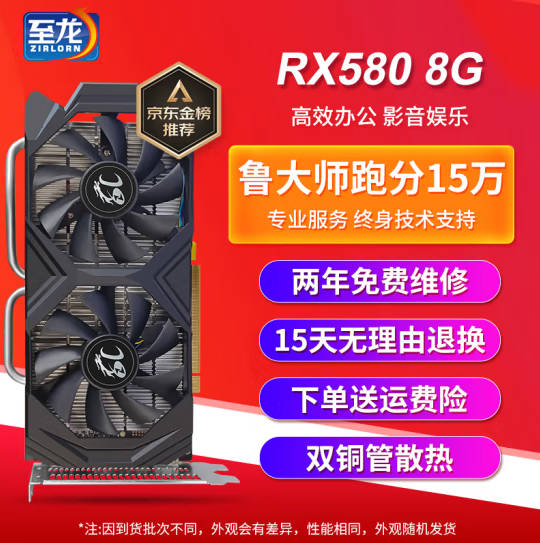 至龙
ZIRLORN
京东金榜
推荐
RX580 8G
高效办公 影音娱乐
鲁大师跑分15万
专业服务 终身技术支持
两年免费维修
15天无理由退换
下单送运费险
双铜管散热
*注:因到货批次不同，外观会有差异，性能相同，外观随机发货